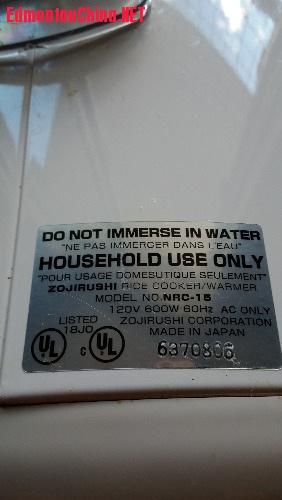 EdmontonChina.NET
DO NOT IMMERSE IN WATER
"NE PAS IMMERGER DANS L'EAU"
HOUSEHOLD USE ONLY
"POUR USAGE DOMESUTIQUE SEULEMENT"
ZOJIRUSHI RICE COOKER/WARMER
MODEL NO.NRC-15
120V 600W 60Hz AC ONLY
LISTED ZOJIRUSHI CORPORATION
18JO MADE IN JAPAN
UL C UL 6370806